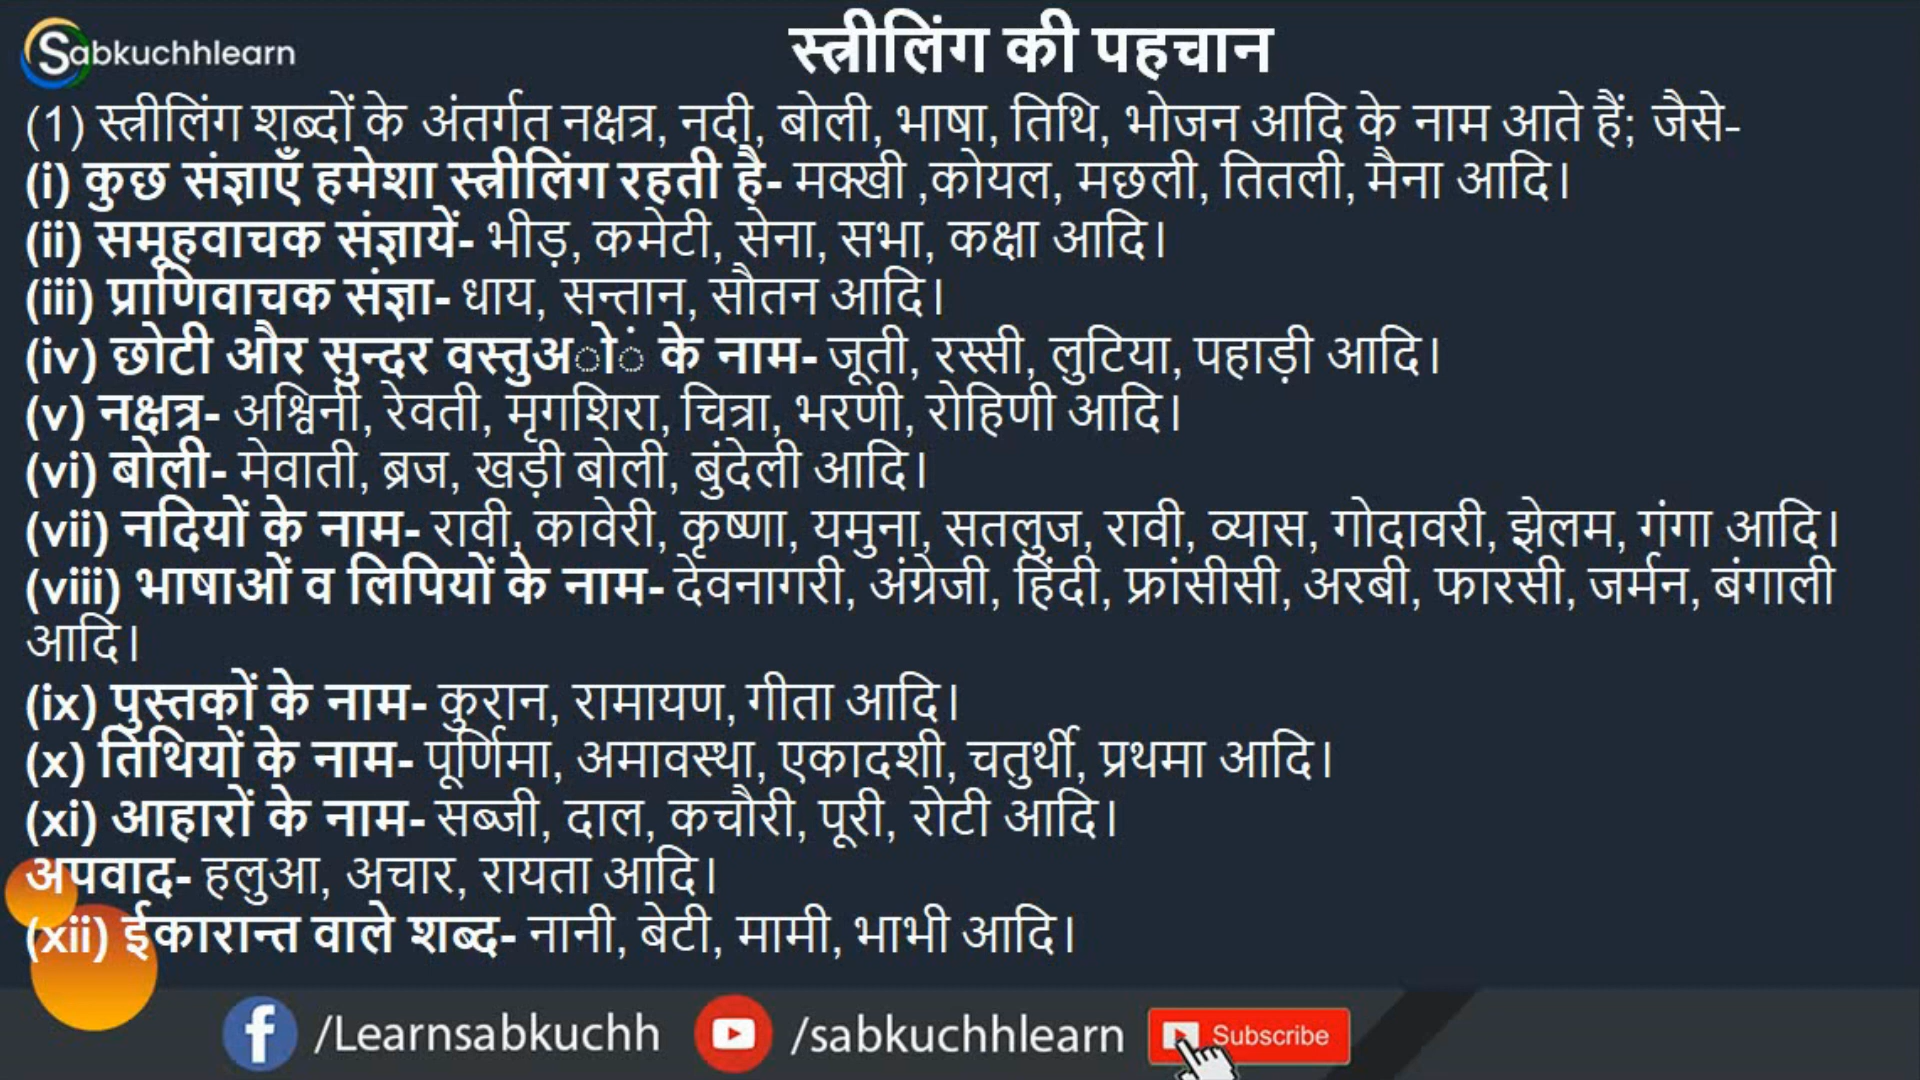 Sabkuchhlearn
स्त्रीलिंग की पहचान
(1) स्त्रीलिंग शब्दों के अंतर्गत नक्षत्र, नदी, बोली, भाषा, तिथि, भोजन आदि के नाम आते हैं; जैसे-
(i) कुछ संज्ञाएँ हमेशा स्त्रीलिंग रहती है- मक्खी ,कोयल, मछली, तितली, मैना आदि।
(ii) समूहवाचक संज्ञायें- भीड़, कमेटी, सेना, सभा, कक्षा आदि।
(iii) प्राणिवाचक संज्ञा- धाय, सन्तान, सौतन आदि।
(iv) छोटी और सुन्दर वस्तुअों के नाम- जूती, रस्सी, लुटिया, पहाड़ी आदि।
(v) नक्षत्र- अश्विनी, रेवती, मृगशिरा, चित्रा, भरणी, रोहिणी आदि।
(vi) बोली- मेवाती, ब्रज, खड़ी बोली, बुंदेली आदि।
(vii) नदियों के नाम- रावी, कावेरी, कृष्णा, यमुना, सतलुज, रावी, व्यास, गोदावरी, झेलम, गंगा आदि।
(viii) भाषाओं व लिपियों के नाम- देवनागरी, अंग्रेजी, हिंदी, फ्रांसीसी, अरबी, फारसी, जर्मन, बंगाली
आदि।
(ix) पुस्तकों के नाम- कुरान, रामायण, गीता आदि।
(x) तिथियों के नाम- पूर्णिमा, अमावस्था, एकादशी, चतुर्थी, प्रथमा आदि।
(xi) आहारों के नाम- सब्जी, दाल, कचौरी, पूरी, रोटी आदि।
अपवाद- हलुआ, अचार, रायता आदि।
(xii) ईकारान्त वाले शब्द- नानी, बेटी, मामी, भाभी आदि।
/Learnsabkuchh /sabkuchhlearn Subscribe